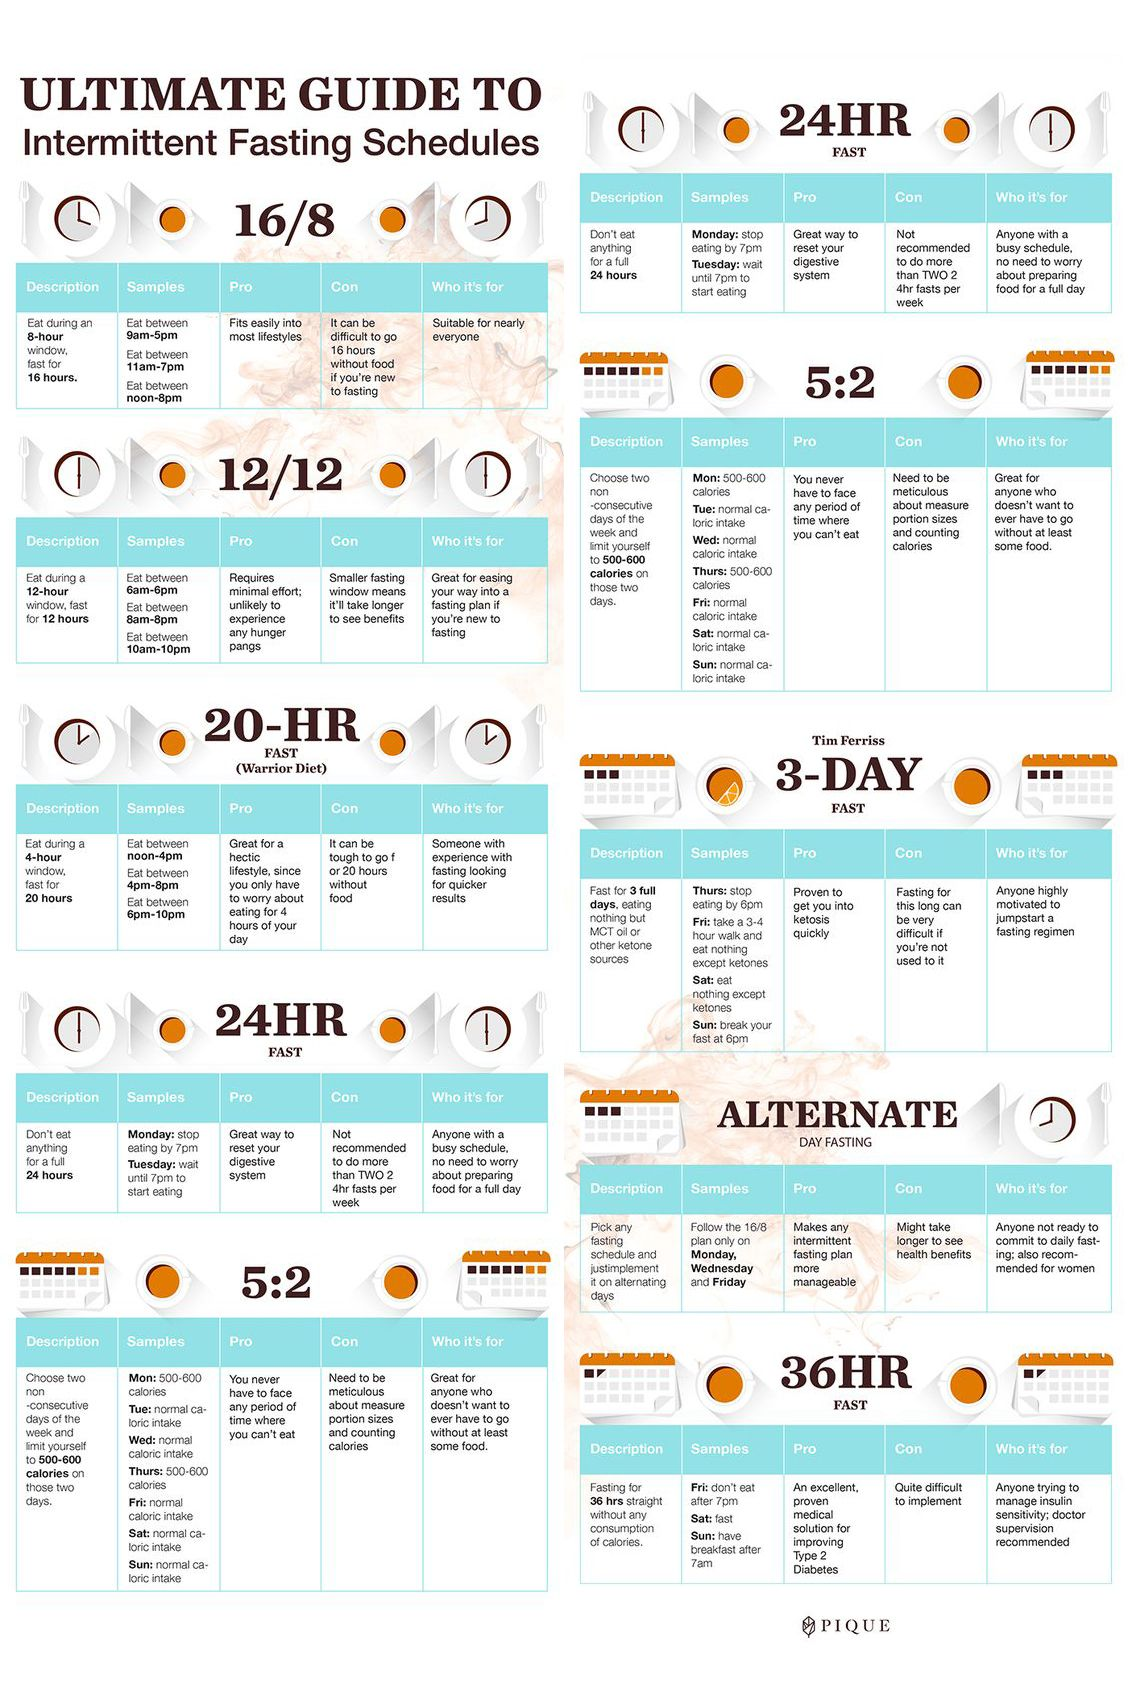 ULTIMATE GUIDE TO
Intermittent Fasting Schedules
16/8
Description
Samples
Pro
Con
Who it's for
Eat during an
8-hour
window,
fast for
16 hours.
Eat between
9am-5pm
Eat between
11am-7pm
Eat between
noon-8pm
Fits easily into
most lifestyles
It can be
difficult to go
16 hours
without food
if you're new
to fasting
Suitable for nearly
everyone
12/12
Description
Samples
Pro
Con
Who it's for
Eat during a
12-hour
window, fast
for 12 hours
Eat between
6am-6pm
Eat between
8am-8pm
Eat between
10am-10pm
Requires
minimal effort;
unlikely to
experience
any hunger
pangs
Smaller fasting
window means
it'll take longer
to see benefits
Great for easing
your way into a
fasting plan if
you're new to
fasting
20-HR
FAST
(Warrior Diet)
Description
Samples
Pro
Con
Who it's for
Eat during a
4-hour
window,
fast for
20 hours
Eat between
noon-4pm
Eat between
4pm-8pm
Eat between
6pm-10pm
Great for a
hectic
lifestyle, since
you only have
to worry about
eating for 4
hours of your
day
It can be
tough to go f
or 20 hours
without
food
Someone with
experience with
fasting looking
for quicker
results
24HR
FAST
Description
Samples
Pro
Con
Who it's for
Don't eat
anything
for a full
24 hours
Monday: stop
eating by 7pm
Tuesday: wait
until 7pm to
start eating
Great way to
reset your
digestive
system
Not
recommended
to do more
than TWO 2
4hr fasts per
week
Anyone with a
busy schedule,
no need to worry
about preparing
food for a full day
5:2
Description
Samples
Pro
Con
Who it's for
Choose two
non
-consecutive
days of the
week and
limit yourself
to 500-600
calories on
those two
days.
Mon: 500-600
calories
Tue: normal ca-
loric intake
Wed: normal
caloric intake
Thurs: 500-600
calories
Fri: normal
caloric intake
Sat: normal ca-
loric intake
Sun: normal ca-
loric intake
You never
have to face
any period of
time where
you can't eat
Need to be
meticulous
about measure
portion sizes
and counting
calories
Great for
anyone who
doesn't want to
ever have to go
without at least
some food.
24HR
FAST
Description
Samples
Pro
Con
Who it's for
Don't eat
anything
for a full
24 hours
Monday: stop
eating by 7pm
Tuesday: wait
until 7pm to
start eating
Great way to
reset your
digestive
system
Not
recommended
to do more
than TWO 2
4hr fasts per
week
Anyone with a
busy schedule,
no need to worry
about preparing
food for a full day
5:2
Description
Samples
Pro
Con
Who it's for
Choose two
non
-consecutive
days of the
week and
limit yourself
to 500-600
calories on
those two
days.
Mon: 500-600
calories
Tue: normal ca-
loric intake
Wed: normal
caloric intake
Thurs: 500-600
calories
Fri: normal
caloric intake
Sat: normal ca-
loric intake
Sun: normal ca-
loric intake
You never
have to face
any period of
time where
you can't eat
Need to be
meticulous
about measure
portion sizes
and counting
calories
Great for
anyone who
doesn't want to
ever have to go
without at least
some food.
Tim Ferriss
3-DAY
FAST
Description
Samples
Pro
Con
Who it's for
Fast for 3 full
days, eating
nothing but
MCT oil or
other ketone
sources
Thurs: stop
eating by 6pm
Fri: take a 3-4
hour walk and
eat nothing
except ketones
Sat: eat
nothing except
ketones
Sun: break your
fast at 6pm
Proven to
get you into
ketosis
quickly
Fasting for
this long can
be very
difficult if
you're not
used to it
Anyone highly
motivated to
jumpstart a
fasting regimen
ALTERNATE
DAY FASTING
Description
Samples
Pro
Con
Who it's for
Pick any
fasting
schedule and
justimplement
it on alternating
days
Follow the 16/8
plan only on
Monday,
Wednesday
and Friday
Makes any
intermittent
fasting plan
more
manageable
Might take
longer to see
health benefits
Anyone not ready to
commit to daily fast-
ing; also recom-
mended for women
36HR
FAST
Description
Samples
Pro
Con
Who it's for
Fasting for
36 hrs straight
without any
consumption
of calories.
Fri: don't eat
after 7pm
Sat: fast
Sun: have
breakfast after
7am
An excellent,
proven
medical
solution for
improving
Type 2
Diabetes
Quite difficult
to implement
Anyone trying to
manage insulin
sensitivity; doctor
supervision
recommended
PIQUE